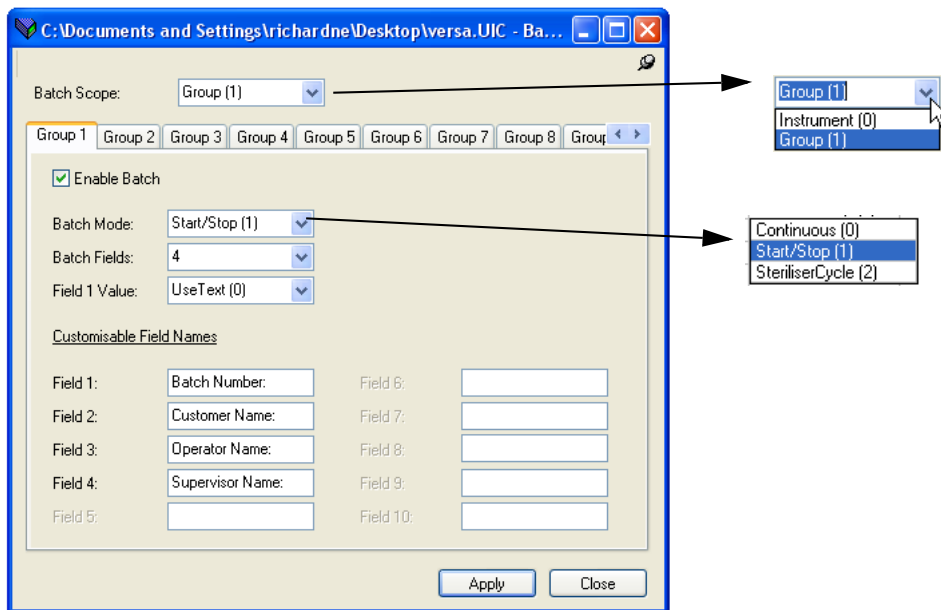 C:\Documents and Settings\richardne\Desktop\versa.UIC - Ba...
Batch Scope: Group (1)
Group 1 Group 2 Group 3 Group 4 Group 5 Group 6 Group 7 Group 8 Group
Enable Batch
Batch Mode: Start/Stop (1)
Batch Fields: 4
Field 1 Value: UseText (0)
Customisable Field Names
Field 1: Batch Number: Field 6:
Field 2: Customer Name: Field 7:
Field 3: Operator Name: Field 8:
Field 4: Supervisor Name: Field 9:
Field 5: Field 10:
Apply Close
Group (1)
Instrument (0)
Group (1)
Continuous (0)
Start/Stop (1)
SteriliserCycle (2)